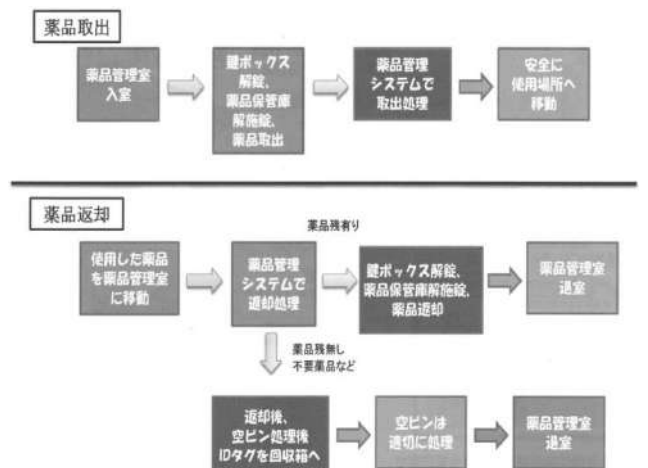 薬品取出
薬品管理室
入室
鍵ボックス
解錠、
薬品保管庫
解施錠、
薬品取出
薬品管理
システムで
取出処理
安全に
使用場所へ
移動
薬品返却
薬品残有り
使用した薬品
を薬品管理室
に移動
薬品管理
システムで
返却処理
鍵ボックス解錠、
薬品保管庫解施錠、
薬品返却
薬品管理室
退室
薬品残無し
不要薬品など
返却後、
空ビン処理後
IDタグを回収箱へ
空ビンは
適切に処理
薬品管理室
退室